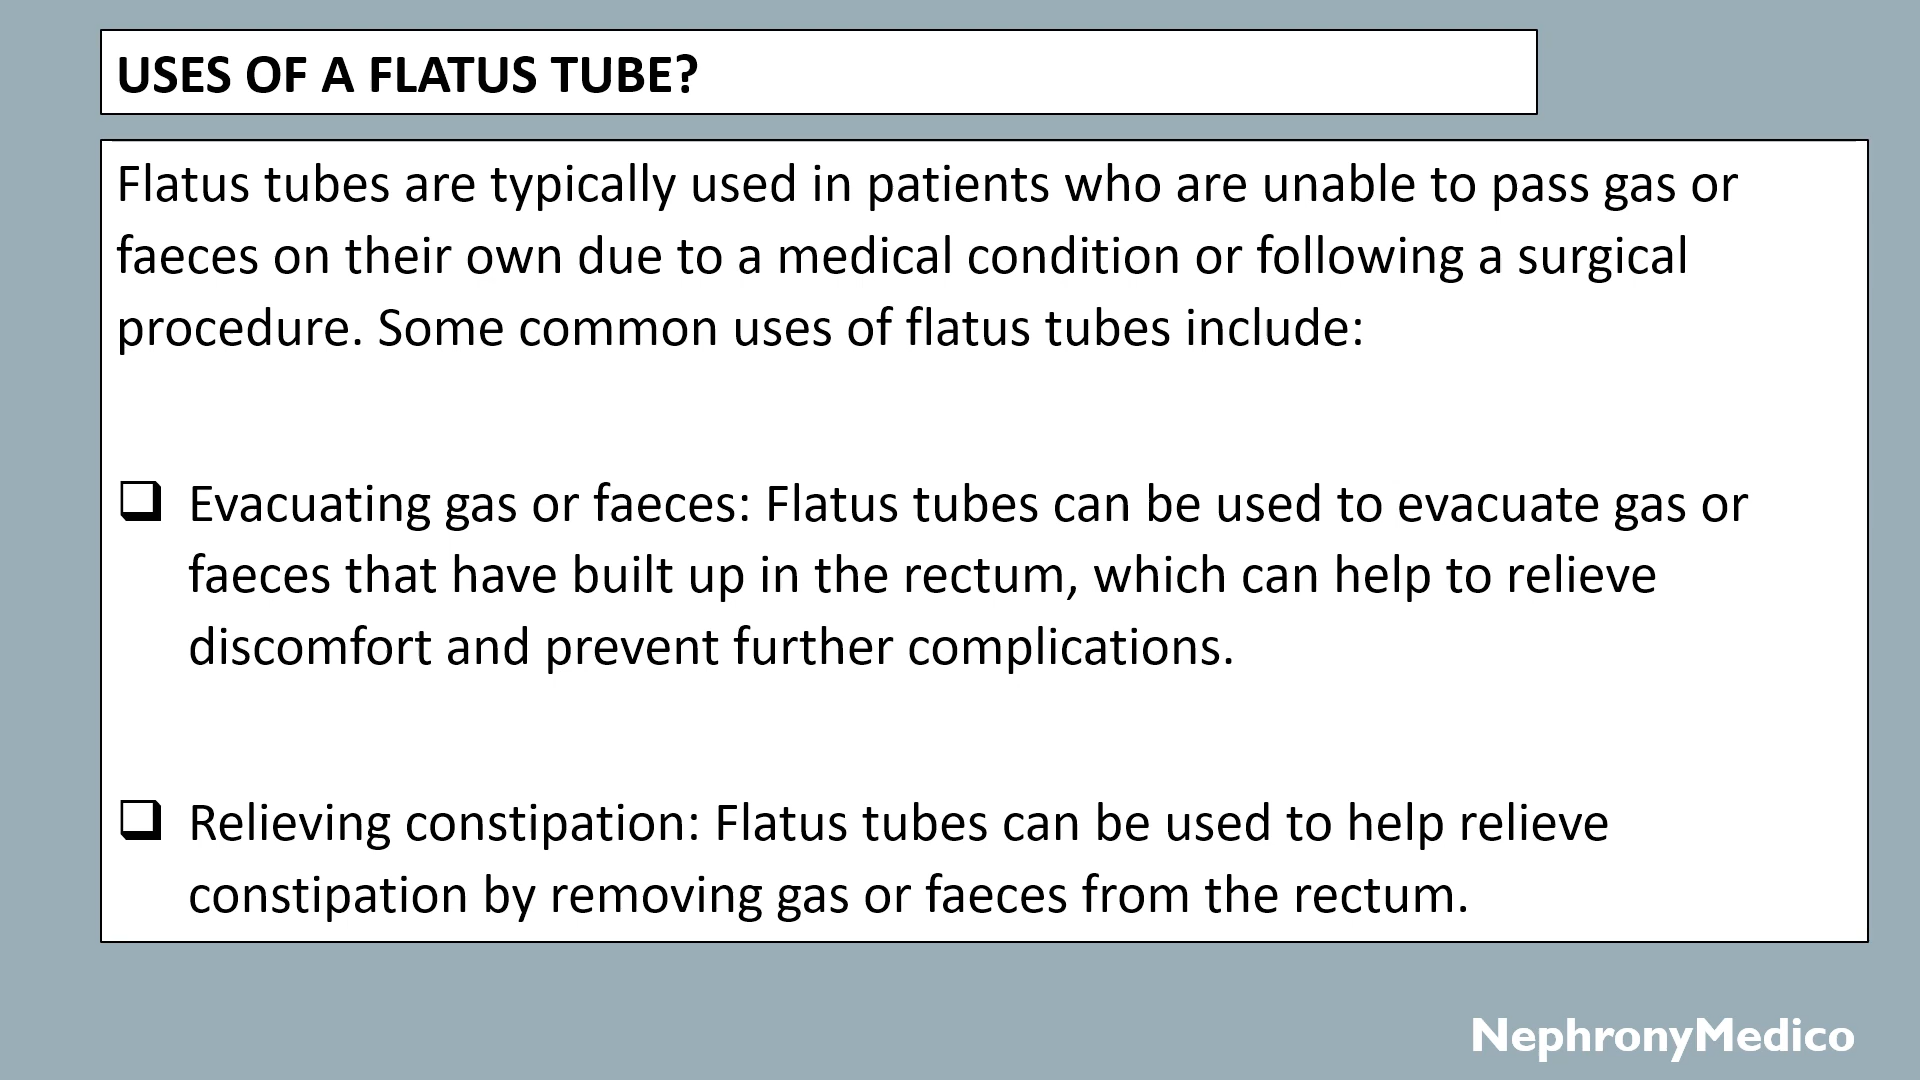 USES OF A FLATUS TUBE?
Flatus tubes are typically used in patients who are unable to pass gas or
faeces on their own due to a medical condition or following a surgical
procedure. Some common uses of flatus tubes include:
❑ Evacuating gas or faeces: Flatus tubes can be used to evacuate gas or
faeces that have built up in the rectum, which can help to relieve
discomfort and prevent further complications.
❑ Relieving constipation: Flatus tubes can be used to help relieve
constipation by removing gas or faeces from the rectum.
NephronyMedico